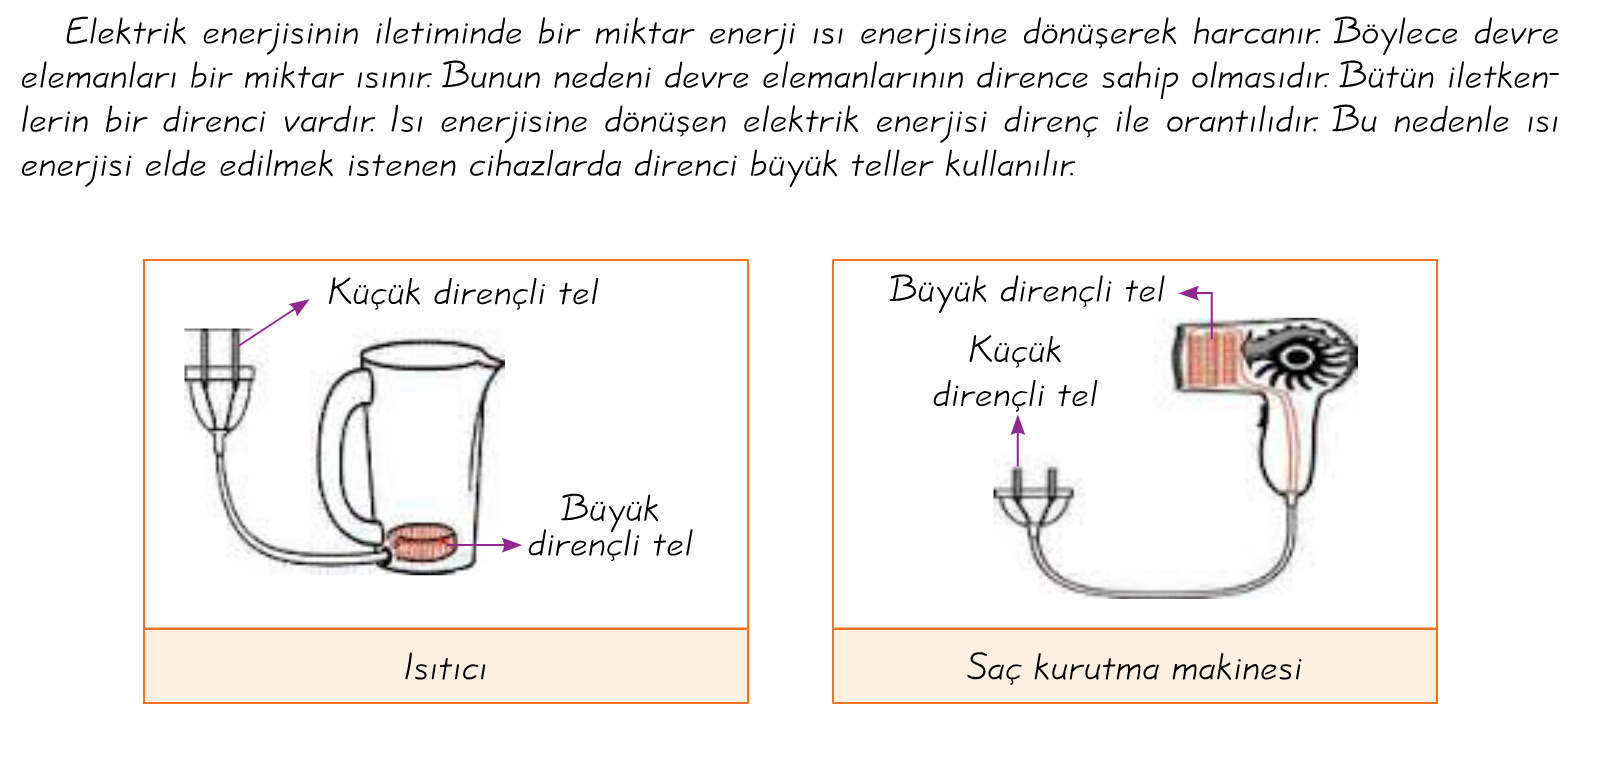 Elektrik enerjisinin iletiminde bir miktar enerji ısı enerjisine dönüşerek harcanır. Böylece devre
elemanları bir miktar ısınır. Bunun nedeni devre elemanlarının dirence sahip olmasıdır. Bütün iletken-
lerin bir direnci vardır. Isı enerjisine dönüşen elektrik enerjisi direnç ile orantılıdır. Bu nedenle ısı
enerjisi elde edilmek istenen cihazlarda direnci büyük teller kullanılır.
Küçük dirençli tel
Büyük
dirençli tel
Isıtıcı
Büyük dirençli tel
Küçük
dirençli tel
Saç kurutma makinesi